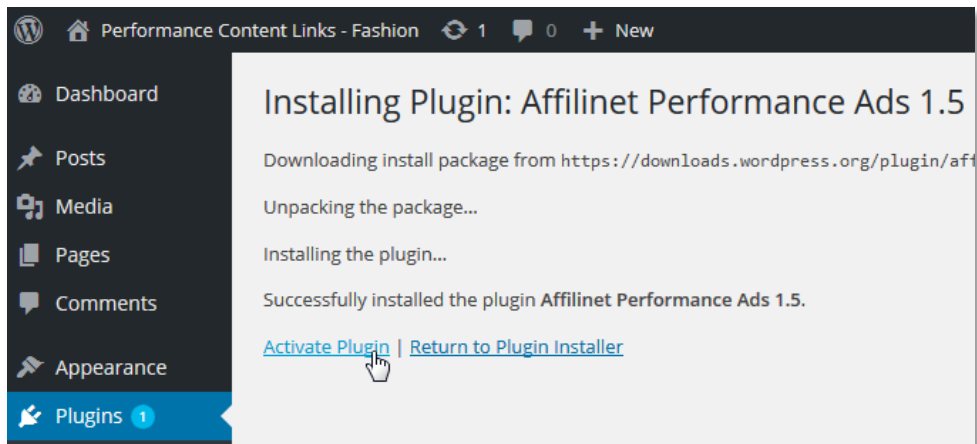 Performance Content Links - Fashion 1 0 + New
Dashboard
Posts
Media
Pages
Comments
Appearance
Plugins 1
Installing Plugin: Affilinet Performance Ads 1.5
Downloading install package from https://downloads.wordpress.org/plugin/aff
Unpacking the package...
Installing the plugin...
Successfully installed the plugin Affilinet Performance Ads 1.5.
Activate Plugin | Return to Plugin Installer